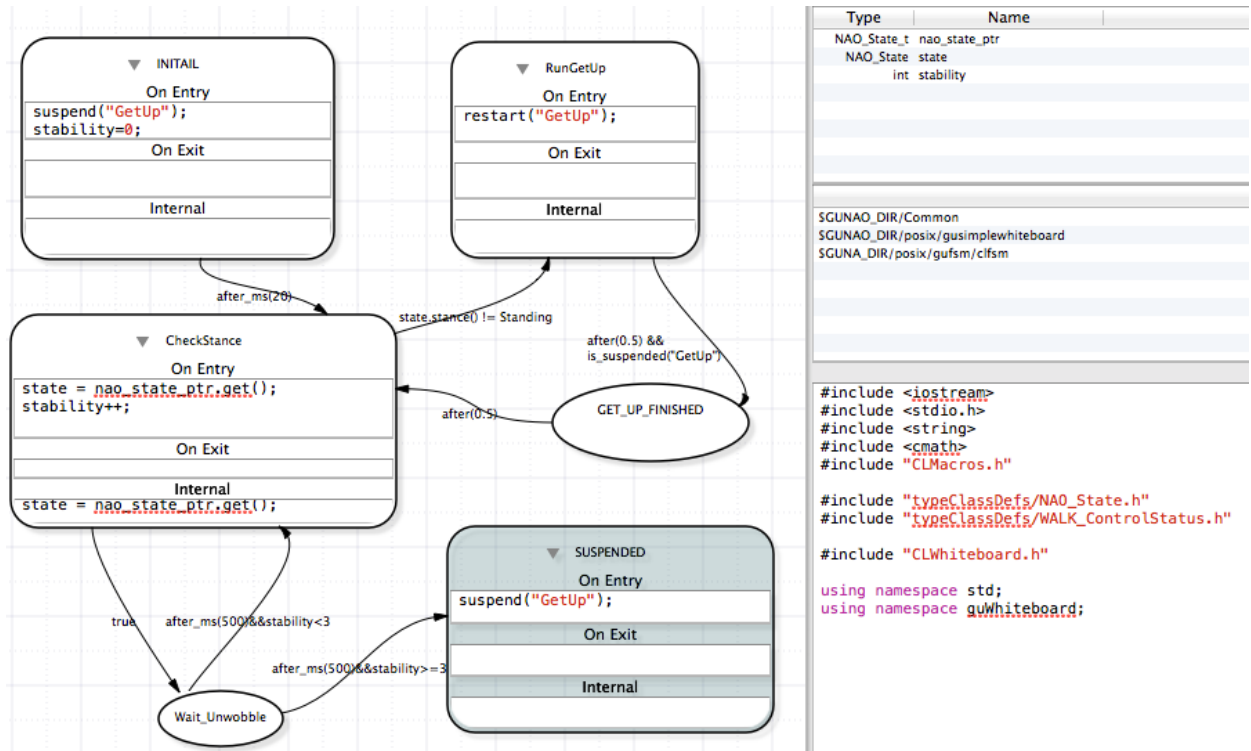 INITAIL
On Entry
suspend("GetUp");
stability=0;
On Exit
Internal
RunGetUp
On Entry
restart("GetUp");
On Exit
Internal
after_ms(20)
state.stance() != Standing
after(0.5) &&
is_suspended("GetUp")
CheckStance
On Entry
state = nao_state_ptr.get();
stability++;
On Exit
Internal
state = nao_state_ptr.get();
after(0.5)
GET_UP_FINISHED
true
after_ms(500)&&stability<3
after_ms(500)&&stability>=3
Wait_Unwobble
SUSPENDED
On Entry
suspend("GetUp");
On Exit
Internal
Type Name
NAO_State_t nao_state_ptr
NAO_State state
int stability
$GUNAO_DIR/Common
$GUNAO_DIR/posix/gusimplewhiteboard
$GUNA_DIR/posix/gufsm/clfsm
#include <iostream>
#include <stdio.h>
#include <string>
#include <cmath>
#include "CLMacros.h"
#include "typeClassDefs/NAO_State.h"
#include "typeClassDefs/WALK_ControlStatus.h"
#include "CLWhiteboard.h"
using namespace std;
using namespace guWhiteboard;